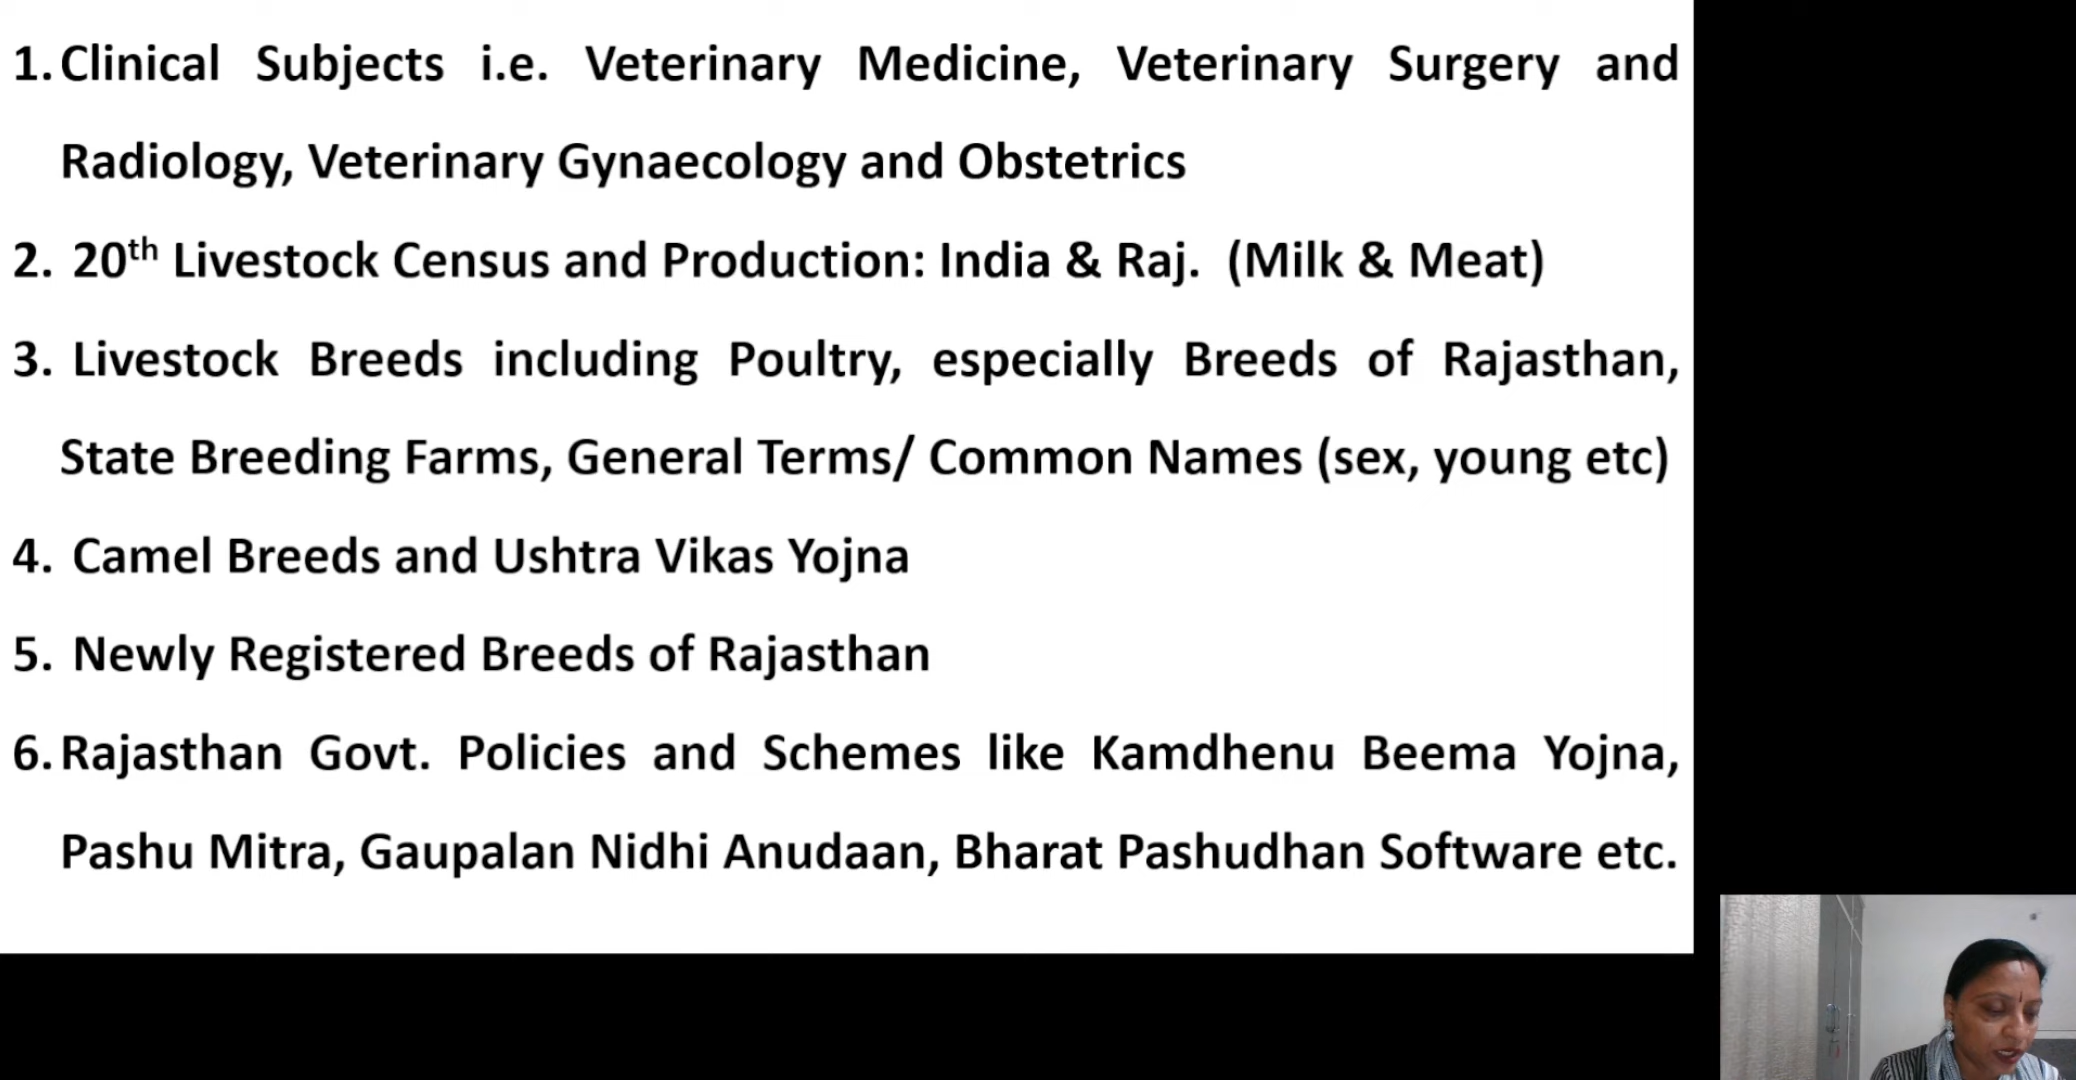 1. Clinical Subjects i.e. Veterinary Medicine, Veterinary Surgery and
Radiology, Veterinary Gynaecology and Obstetrics
2. 20th Livestock Census and Production: India & Raj. (Milk & Meat)
3. Livestock Breeds including Poultry, especially Breeds of Rajasthan,
State Breeding Farms, General Terms/ Common Names (sex, young etc)
4. Camel Breeds and Ushtra Vikas Yojna
5. Newly Registered Breeds of Rajasthan
6. Rajasthan Govt. Policies and Schemes like Kamdhenu Beema Yojna,
Pashu Mitra, Gaupalan Nidhi Anudaan, Bharat Pashudhan Software etc.